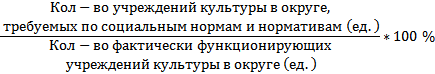 Кол − во учреждений культуры в округе,
требуемых по социальным нормам и нормативам (ед.)
Кол − во фактически функционирующих
учреждений культуры в округе (ед.)
* 100 %